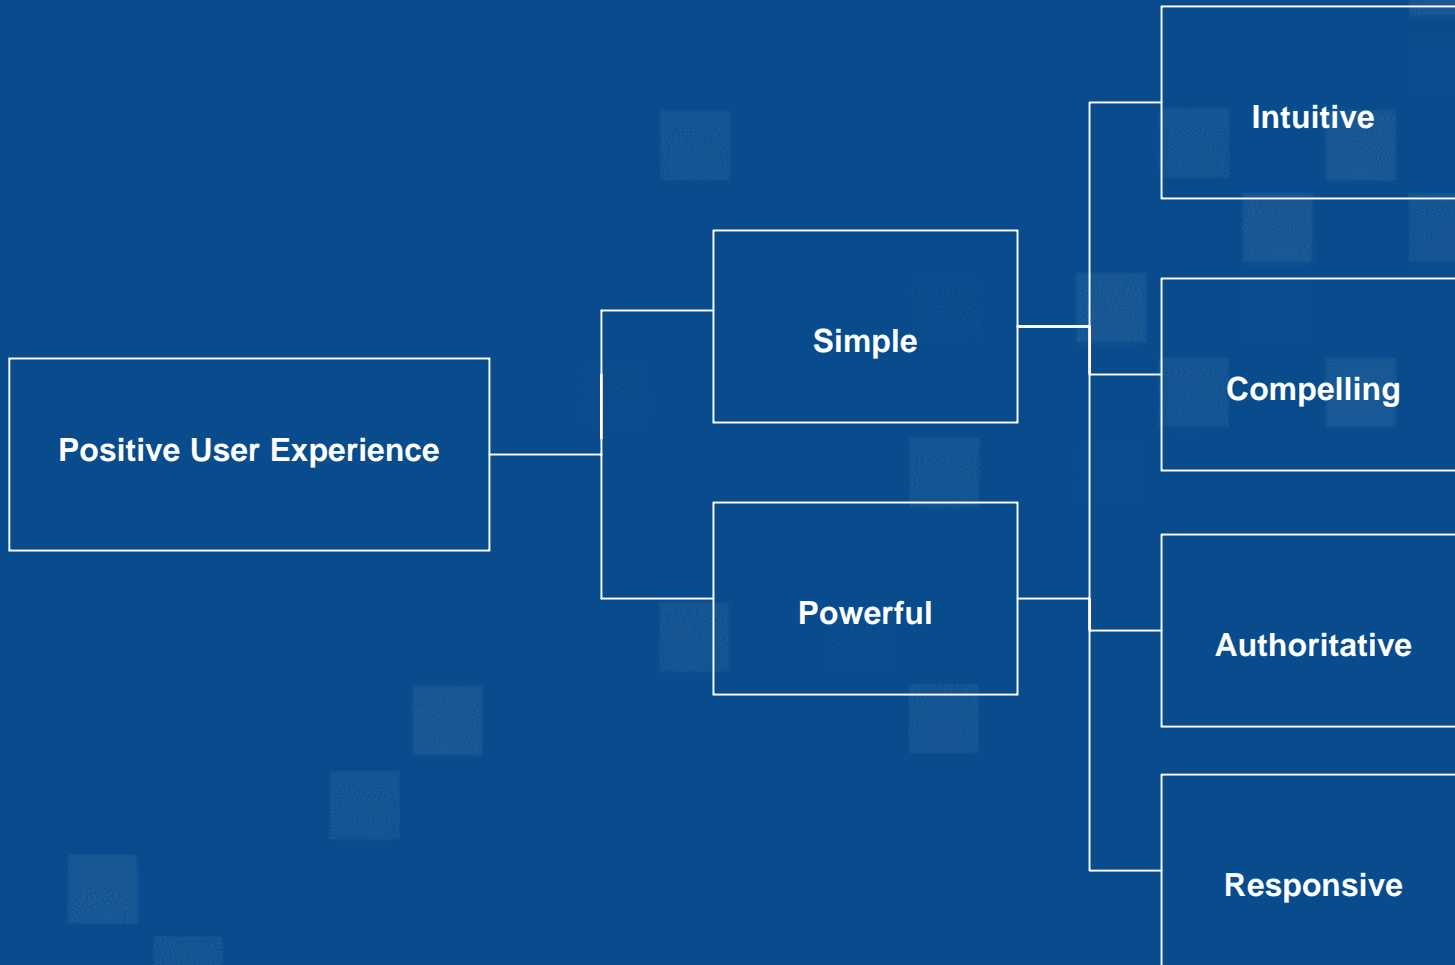 Positive User Experience
Simple
Powerful
Intuitive
Compelling
Authoritative
Responsive